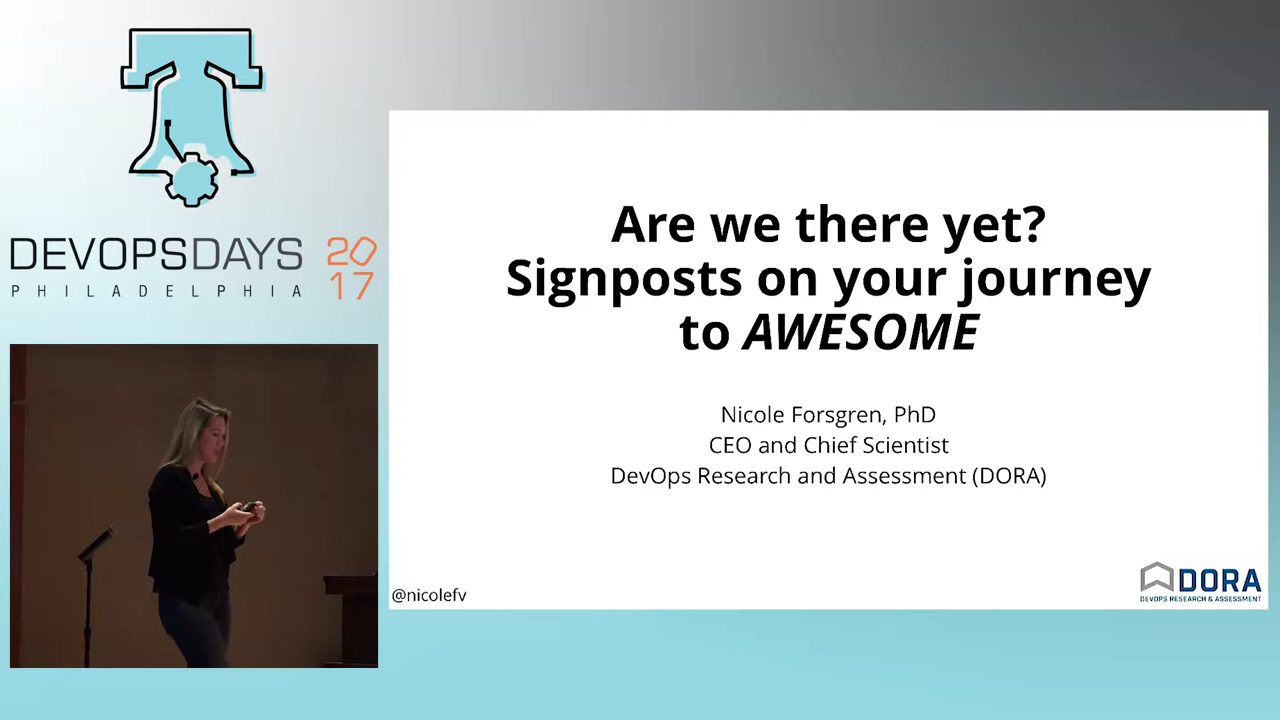 DEVOPSDAYS 20
PHILADELPHIA 17
Are we there yet?
Signposts on your journey
to AWESOME
Nicole Forsgren, PhD
CEO and Chief Scientist
DevOps Research and Assessment (DORA)
@nicolefv
DORA
DEVOPS RESEARCH & ASSESSMENT